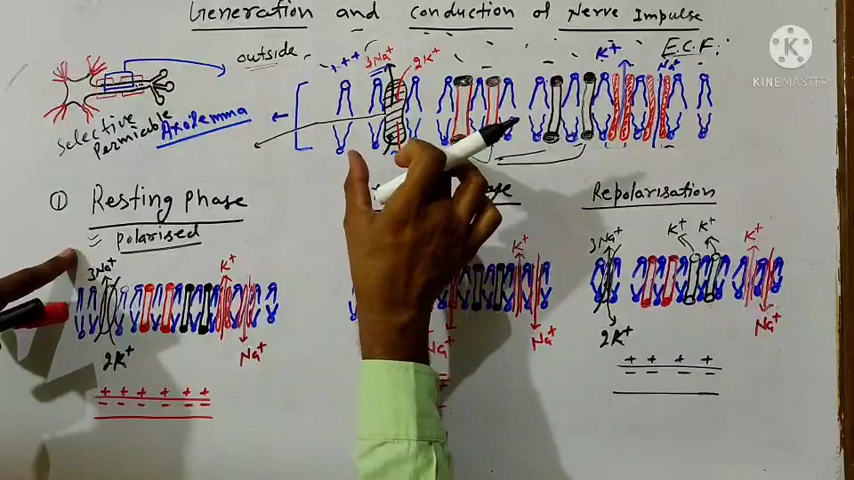 Generation and conduction of Nerve Impulse
outside
+++
3Na+
2K+
K+
Na+
E.C.F.
K
KINEMASTER
Selective
Permicable
Axolemma
① Resting phase
polarised
Repolarisation
3Na+
K+
2K+
Na+
K+
Na+
Na+
3Na+
K+
K+
K+
2K+
Na+
+ + + + + +
- - - - - -
+ + + +
- - - -